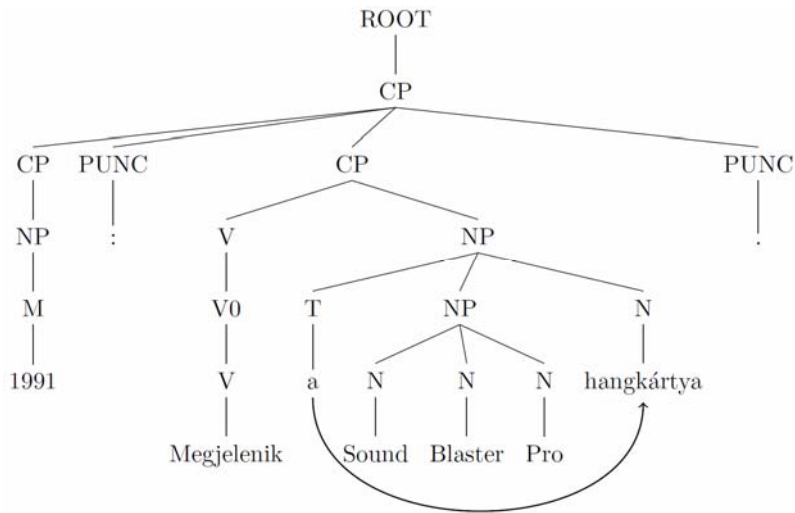 ROOT
CP
CP PUNC CP PUNC
NP : V NP .
M V0 T NP N
1991 V a N N N hangkártya
Megjelenik Sound Blaster Pro